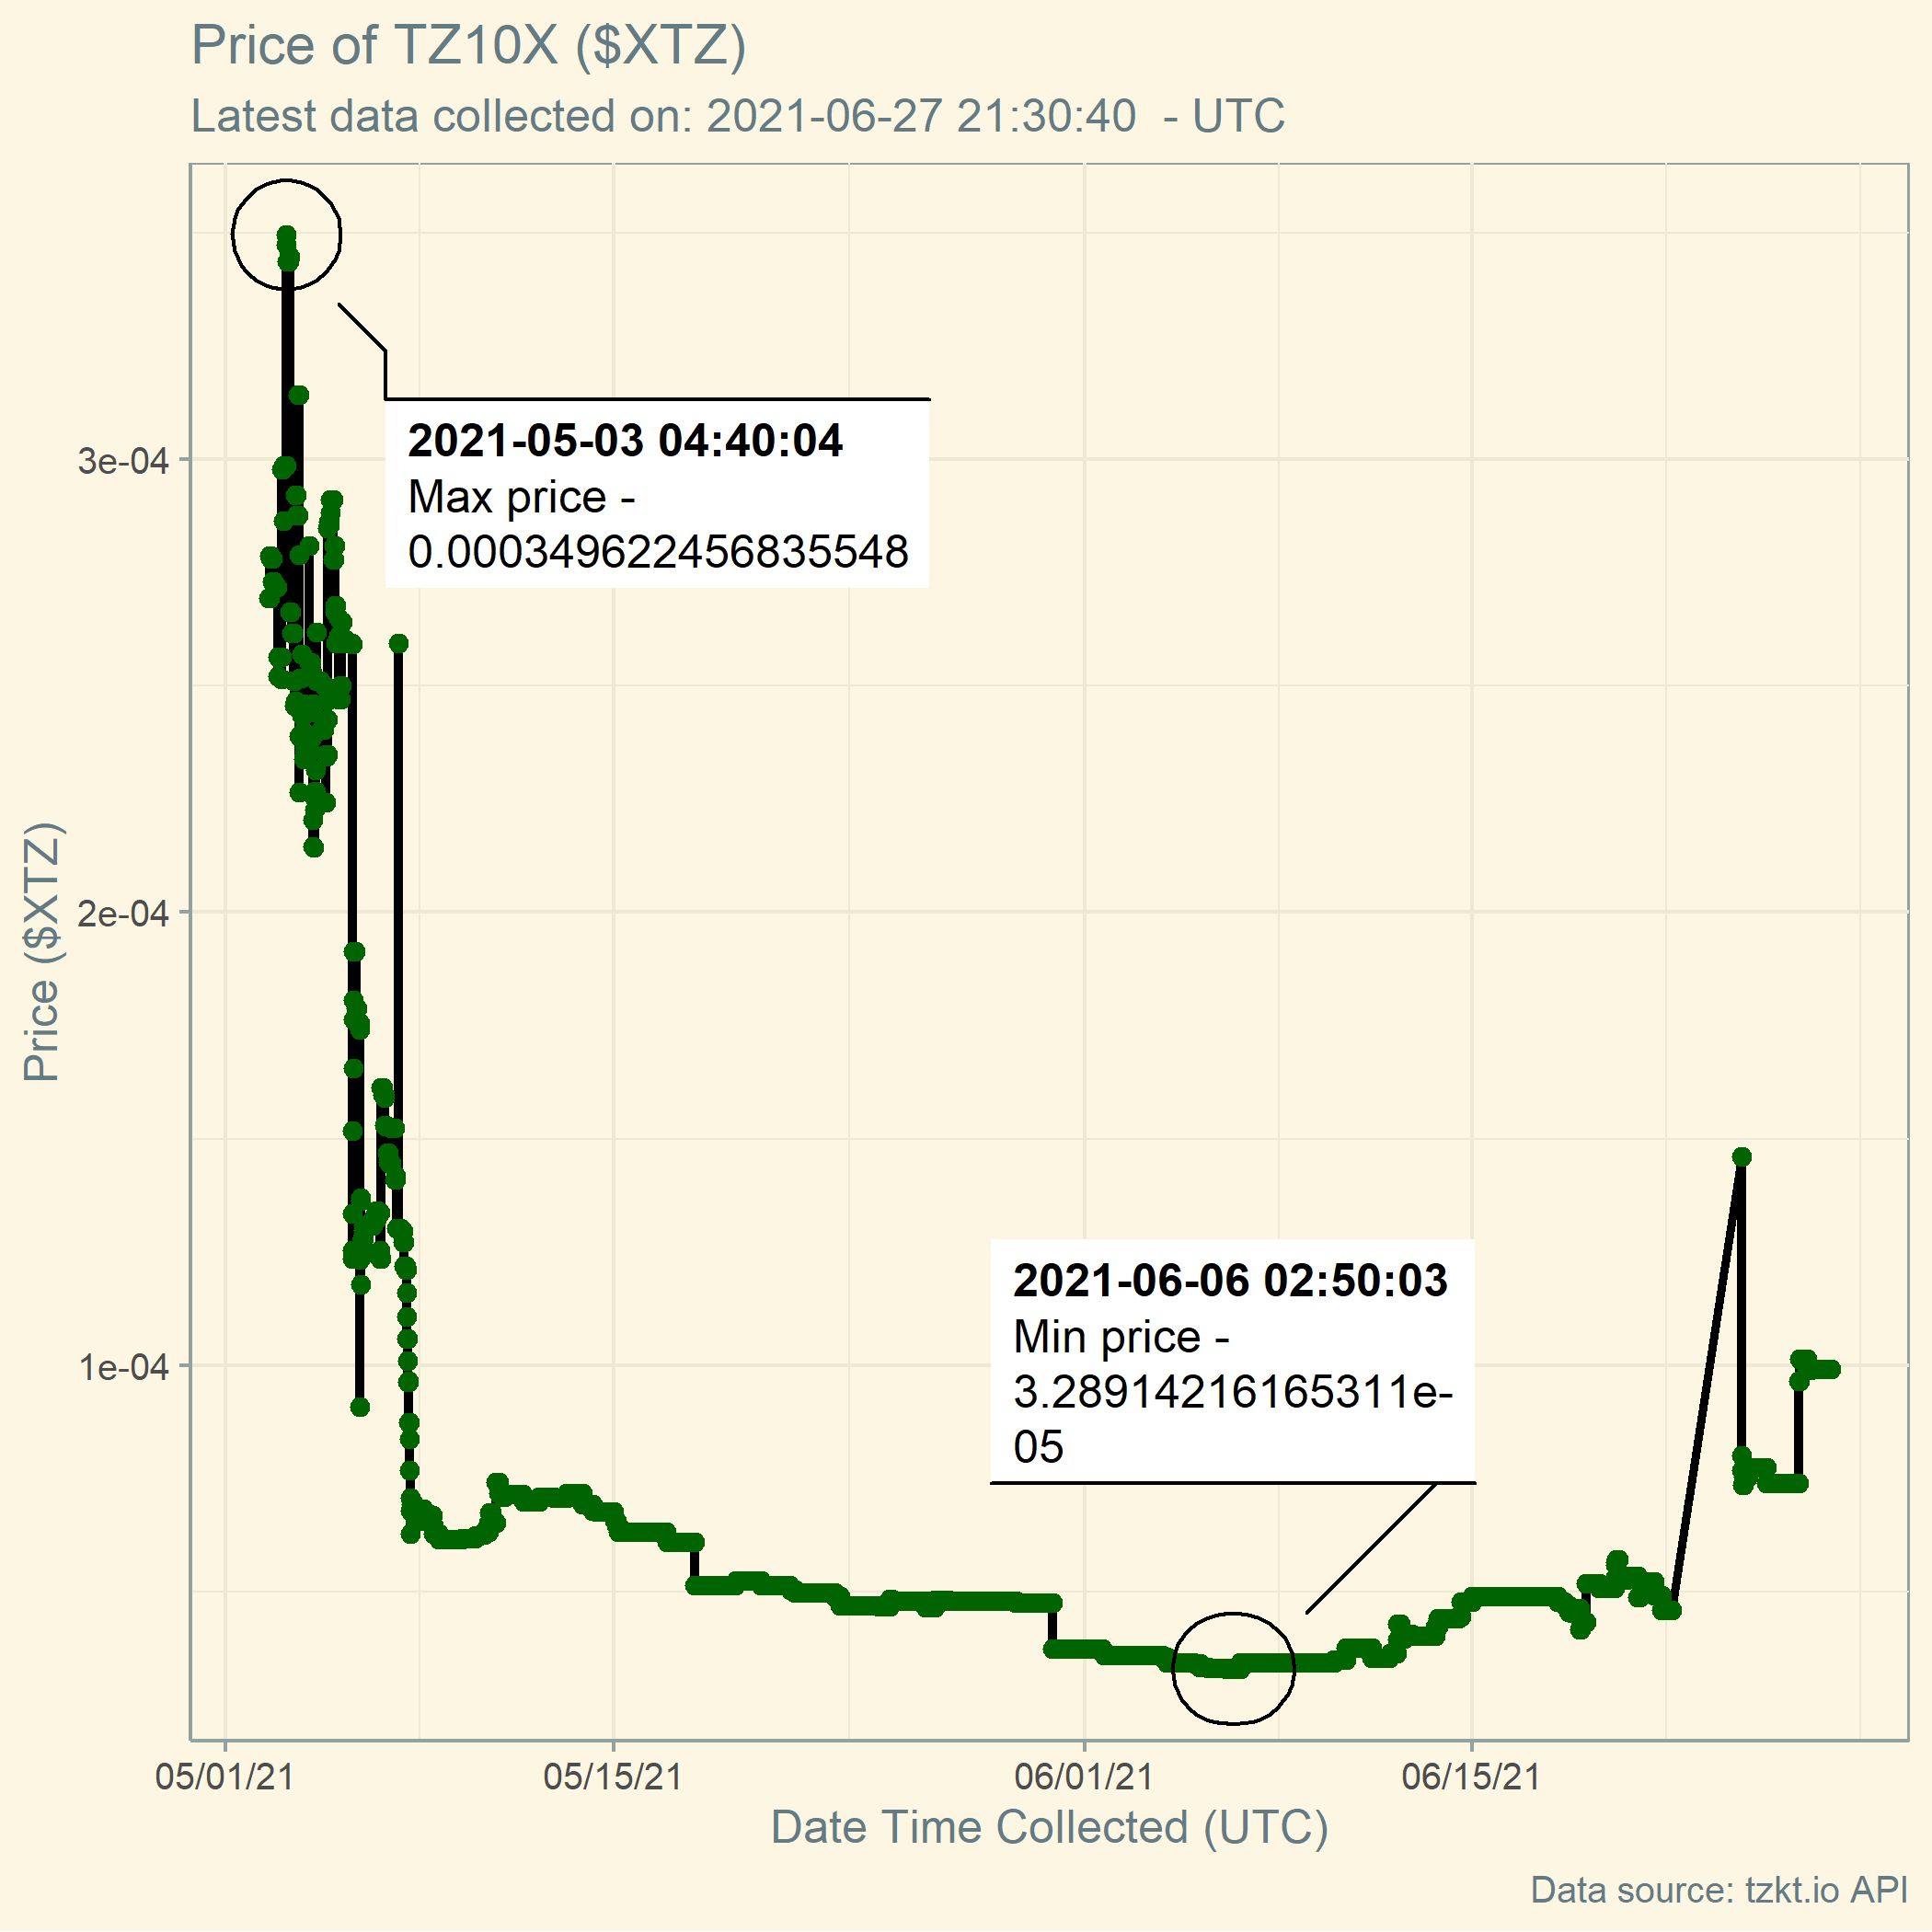 Price of TZ10X ($XTZ)
Latest data collected on: 2021-06-27 21:30:40  - UTC
2021-05-03 04:40:04
Max price -
0.000349622456835548
3e-04
2e-04
Price ($XTZ)
1e-04
2021-06-06 02:50:03
Min price -
3.28914216165311e-
05
05/01/21
05/15/21
06/01/21
06/15/21
Date Time Collected (UTC)
Data source: tzkt.io API